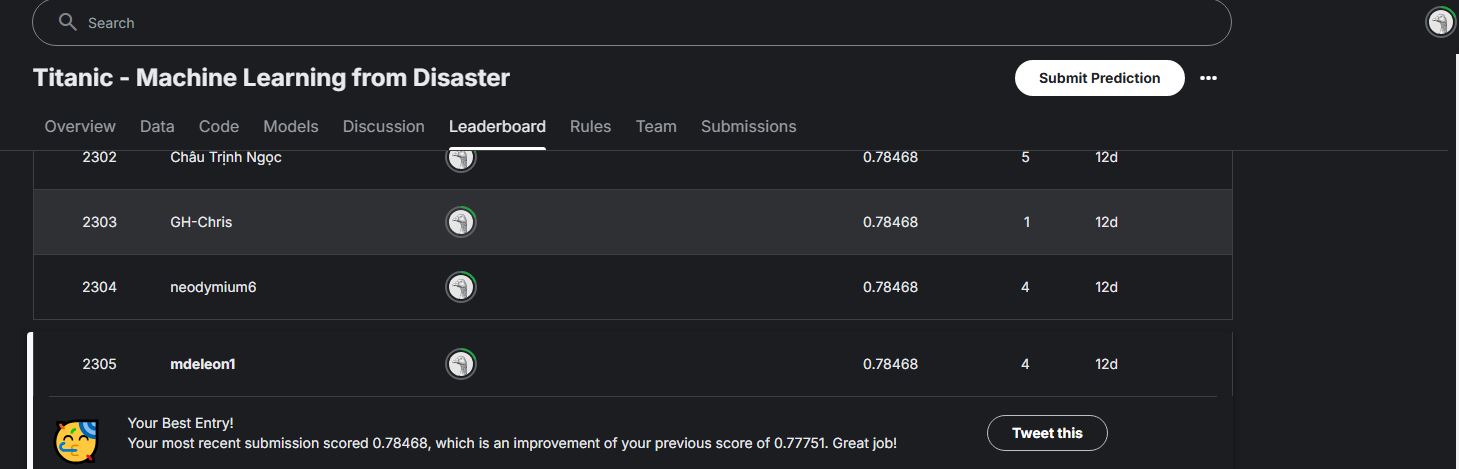 Search
Titanic - Machine Learning from Disaster
Submit Prediction
Overview Data Code Models Discussion Leaderboard Rules Team Submissions
2302 Châu Trịnh Ngọc 0.78468 5 12d
2303 GH-Chris 0.78468 1 12d
2304 neodymium6 0.78468 4 12d
2305 mdeleon1 0.78468 4 12d
Your Best Entry!
Your most recent submission scored 0.78468, which is an improvement of your previous score of 0.77751. Great job!
Tweet this